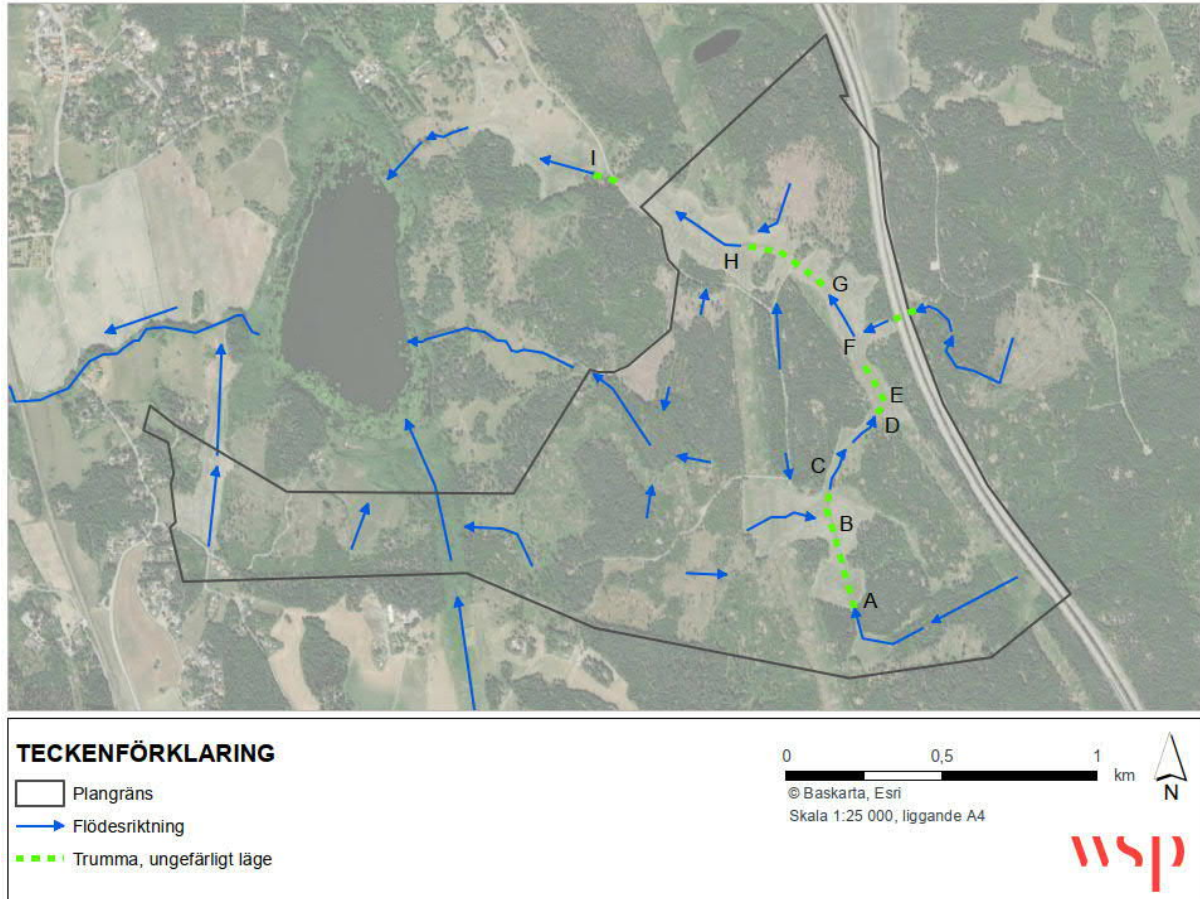 I
H
G
F
E
D
C
B
A
TECKENFÖRKLARING
Plangräns
Flödesriktning
Trumma, ungefärligt läge
0 0,5 1
km
© Baskarta, Esri
Skala 1:25 000, liggande A4
N
wsp